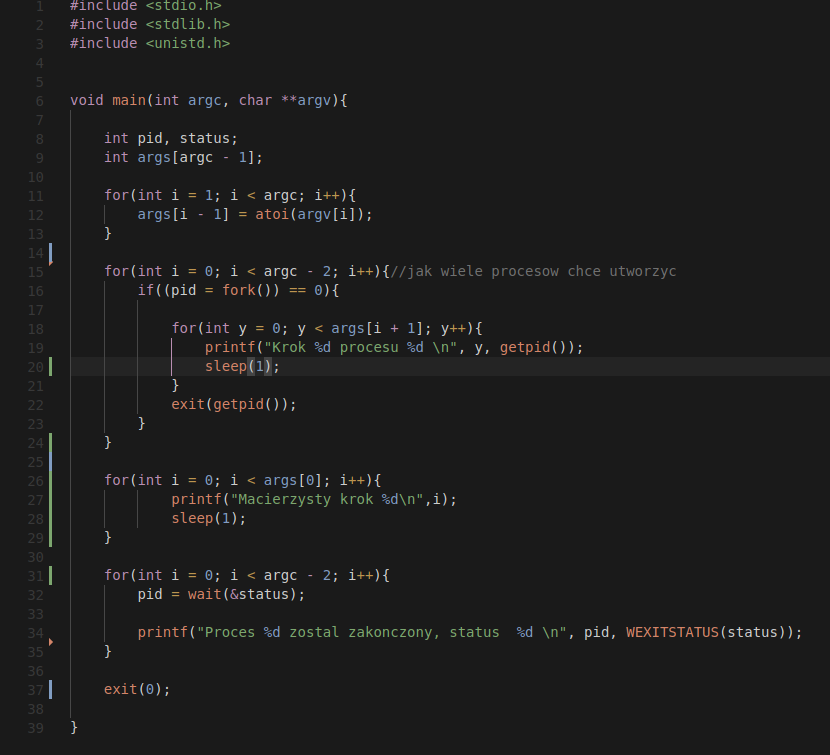 1 #include <stdio.h>
2 #include <stdlib.h>
3 #include <unistd.h>
4
5
6 void main(int argc, char **argv){
7
8     int pid, status;
9     int args[argc - 1];
10
11     for(int i = 1; i < argc; i++){
12         args[i - 1] = atoi(argv[i]);
13     }
14
15     for(int i = 0; i < argc - 2; i++){//jak wiele procesow chce utworzyc
16         if((pid = fork()) == 0){
17
18             for(int y = 0; y < args[i + 1]; y++){
19                 printf("Krok %d procesu %d \n", y, getpid());
20                 sleep(1);
21             }
22             exit(getpid());
23         }
24     }
25
26     for(int i = 0; i < args[0]; i++){
27             printf("Macierzysty krok %d\n",i);
28             sleep(1);
29     }
30
31     for(int i = 0; i < argc - 2; i++){
32         pid = wait(&status);
33
34         printf("Proces %d zostal zakonczony, status  %d \n", pid, WEXITSTATUS(status));
35     }
36
37     exit(0);
38
39 }